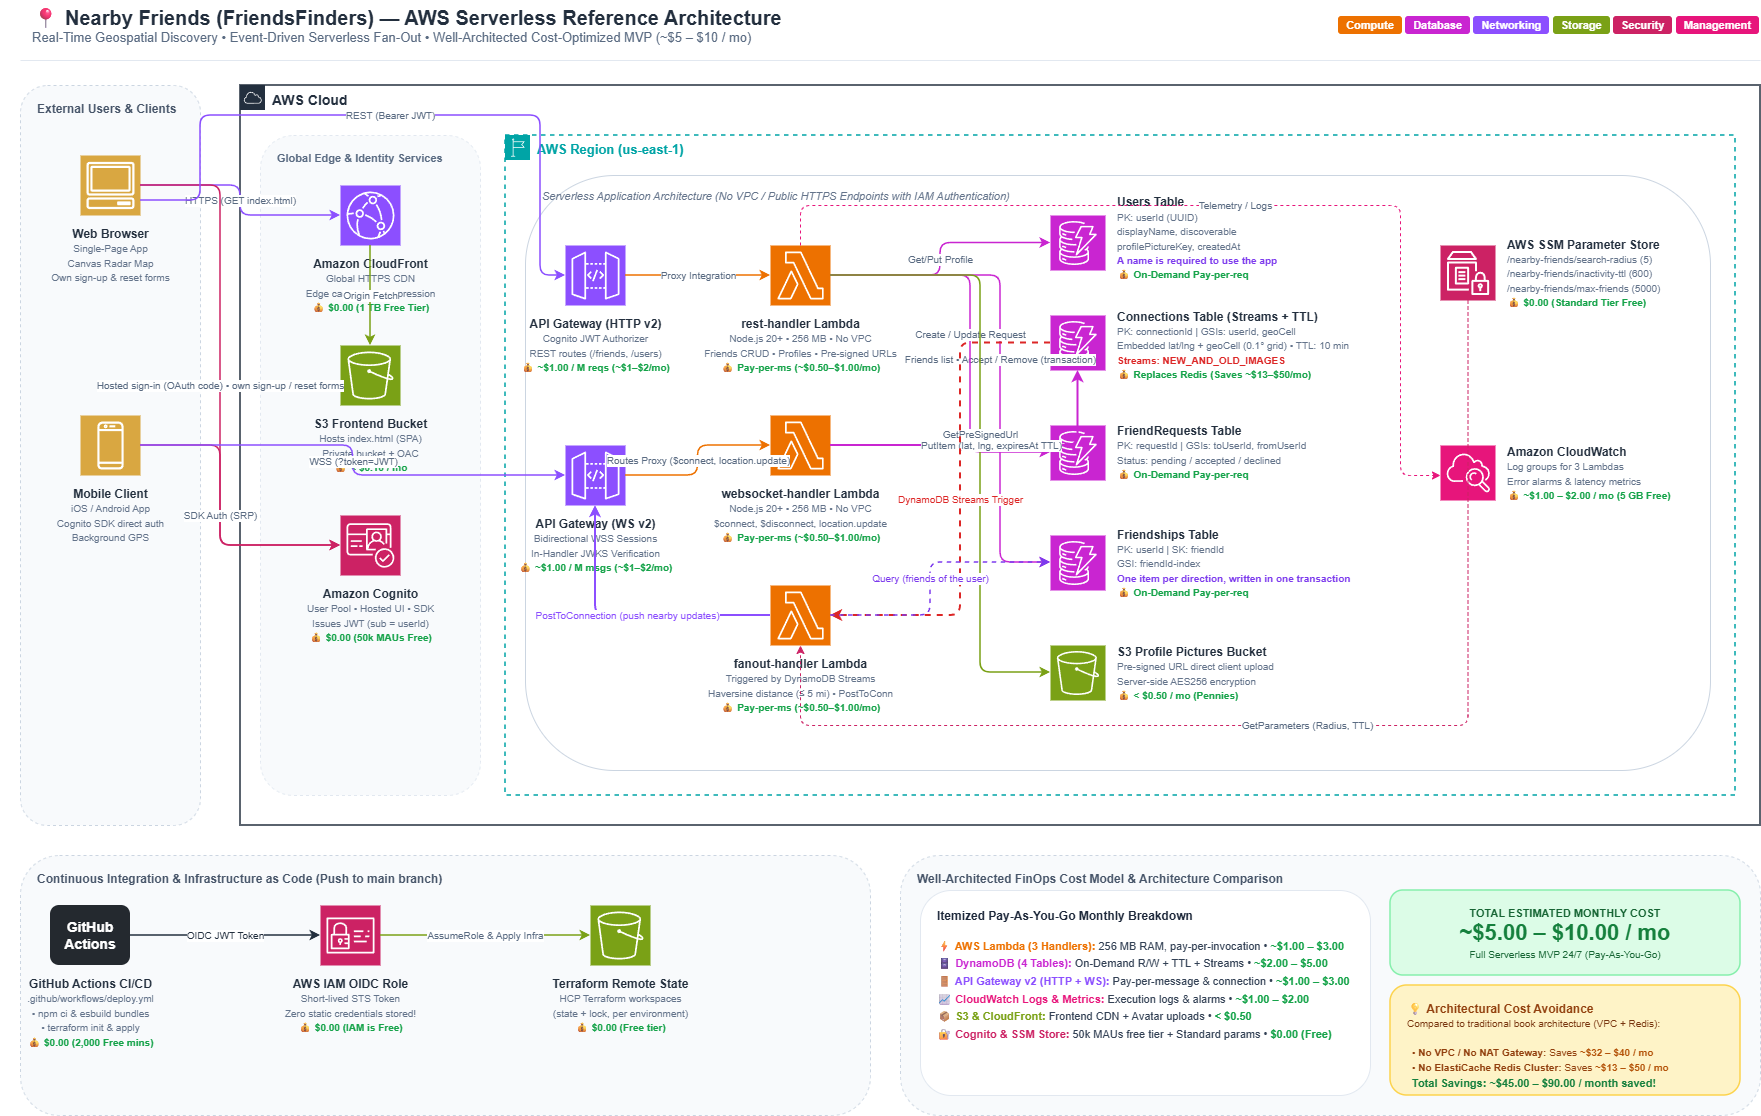 Nearby Friends (FriendsFinders) — AWS Serverless Reference Architecture
Real-Time Geospatial Discovery • Event-Driven Serverless Fan-Out • Well-Architected Cost-Optimized MVP (~$5 – $10 / mo)
Compute
Database
Networking
Storage
Security
Management
External Users & Clients
Web Browser
Single-Page App
Canvas Radar Map
Own sign-up & reset forms
Mobile Client
iOS / Android App
Cognito SDK direct auth
Background GPS
AWS Cloud
REST (Bearer JWT)
HTTPS (GET index.html)
Hosted sign-in (OAuth code) • own sign-up / reset forms
WSS (?token=JWT)
SDK Auth (SRP)
Global Edge & Identity Services
Amazon CloudFront
Global HTTPS CDN
Origin Fetch
💰 $0.00 (1 TB Free Tier)
S3 Frontend Bucket
Hosts index.html (SPA)
Private bucket + OAC
Amazon Cognito
User Pool • Hosted UI • SDK
Issues JWT (sub = userId)
💰 $0.00 (50k MAUs Free)
AWS Region (us-east-1)
Serverless Application Architecture (No VPC / Public HTTPS Endpoints with IAM Authentication)
API Gateway (HTTP v2)
Cognito JWT Authorizer
REST routes (/friends, /users)
💰 ~$1.00 / M reqs (~$1–$2/mo)
Proxy Integration
rest-handler Lambda
Node.js 20+ • 256 MB • No VPC
Friends CRUD • Profiles • Pre-signed URLs
💰 Pay-per-ms (~$0.50–$1.00/mo)
API Gateway (WS v2)
Bidirectional WSS Sessions
In-Handler JWKS Verification
💰 ~$1.00 / M msgs (~$1–$2/mo)
Routes Proxy ($connect, location.update)
websocket-handler Lambda
Node.js 20+ • 256 MB • No VPC
$connect, $disconnect, location.update
💰 Pay-per-ms (~$0.50–$1.00/mo)
PostToConnection (push nearby updates)
fanout-handler Lambda
Triggered by DynamoDB Streams
Haversine distance (≤ 5 mi) • PostToConn
💰 Pay-per-ms (~$0.50–$1.00/mo)
Get/Put Profile
Create / Update Request
Friends list • Accept / Remove (transaction)
GetPreSignedUrl
PutItem (lat, lng, expiresAt TTL)
DynamoDB Streams Trigger
Query (friends of the user)
Telemetry / Logs
GetParameters (Radius, TTL)
Users Table
PK: userId (UUID)
displayName, discoverable
profilePictureKey, createdAt
A name is required to use the app
💰 On-Demand Pay-per-req
Connections Table (Streams + TTL)
PK: connectionId | GSIs: userId, geoCell
Embedded lat/lng + geoCell (0.1° grid) • TTL: 10 min
Streams: NEW_AND_OLD_IMAGES
💰 Replaces Redis (Saves ~$13–$50/mo)
FriendRequests Table
PK: requestId | GSIs: toUserId, fromUserId
Status: pending / accepted / declined
💰 On-Demand Pay-per-req
Friendships Table
PK: userId | SK: friendId
GSI: friendId-index
One item per direction, written in one transaction
💰 On-Demand Pay-per-req
S3 Profile Pictures Bucket
Pre-signed URL direct client upload
Server-side AES256 encryption
💰 < $0.50 / mo (Pennies)
AWS SSM Parameter Store
/nearby-friends/search-radius (5)
/nearby-friends/inactivity-ttl (600)
/nearby-friends/max-friends (5000)
💰 $0.00 (Standard Tier Free)
Amazon CloudWatch
Log groups for 3 Lambdas
Error alarms & latency metrics
💰 ~$1.00 – $2.00 / mo (5 GB Free)
Continuous Integration & Infrastructure as Code (Push to main branch)
GitHub
Actions
GitHub Actions CI/CD
.github/workflows/deploy.yml
• npm ci & esbuild bundles
• terraform init & apply
💰 $0.00 (2,000 Free mins)
OIDC JWT Token
AWS IAM OIDC Role
Short-lived STS Token
Zero static credentials stored!
💰 $0.00 (IAM is Free)
AssumeRole & Apply Infra
Terraform Remote State
HCP Terraform workspaces
(state + lock, per environment)
💰 $0.00 (Free tier)
Well-Architected FinOps Cost Model & Architecture Comparison
Itemized Pay-As-You-Go Monthly Breakdown
AWS Lambda (3 Handlers): 256 MB RAM, pay-per-invocation • ~$1.00 – $3.00
DynamoDB (4 Tables): On-Demand R/W + TTL + Streams • ~$2.00 – $5.00
API Gateway v2 (HTTP + WS): Pay-per-message & connection • ~$1.00 – $3.00
CloudWatch Logs & Metrics: Execution logs & alarms • ~$1.00 – $2.00
S3 & CloudFront: Frontend CDN + Avatar uploads • < $0.50
Cognito & SSM Store: 50k MAUs free tier + Standard params • $0.00 (Free)
TOTAL ESTIMATED MONTHLY COST
~$5.00 – $10.00 / mo
Full Serverless MVP 24/7 (Pay-As-You-Go)
Architectural Cost Avoidance
Compared to traditional book architecture (VPC + Redis):
• No VPC / No NAT Gateway: Saves ~$32 – $40 / mo
• No ElastiCache Redis Cluster: Saves ~$13 – $50 / mo
Total Savings: ~$45.00 – $90.00 / month saved!